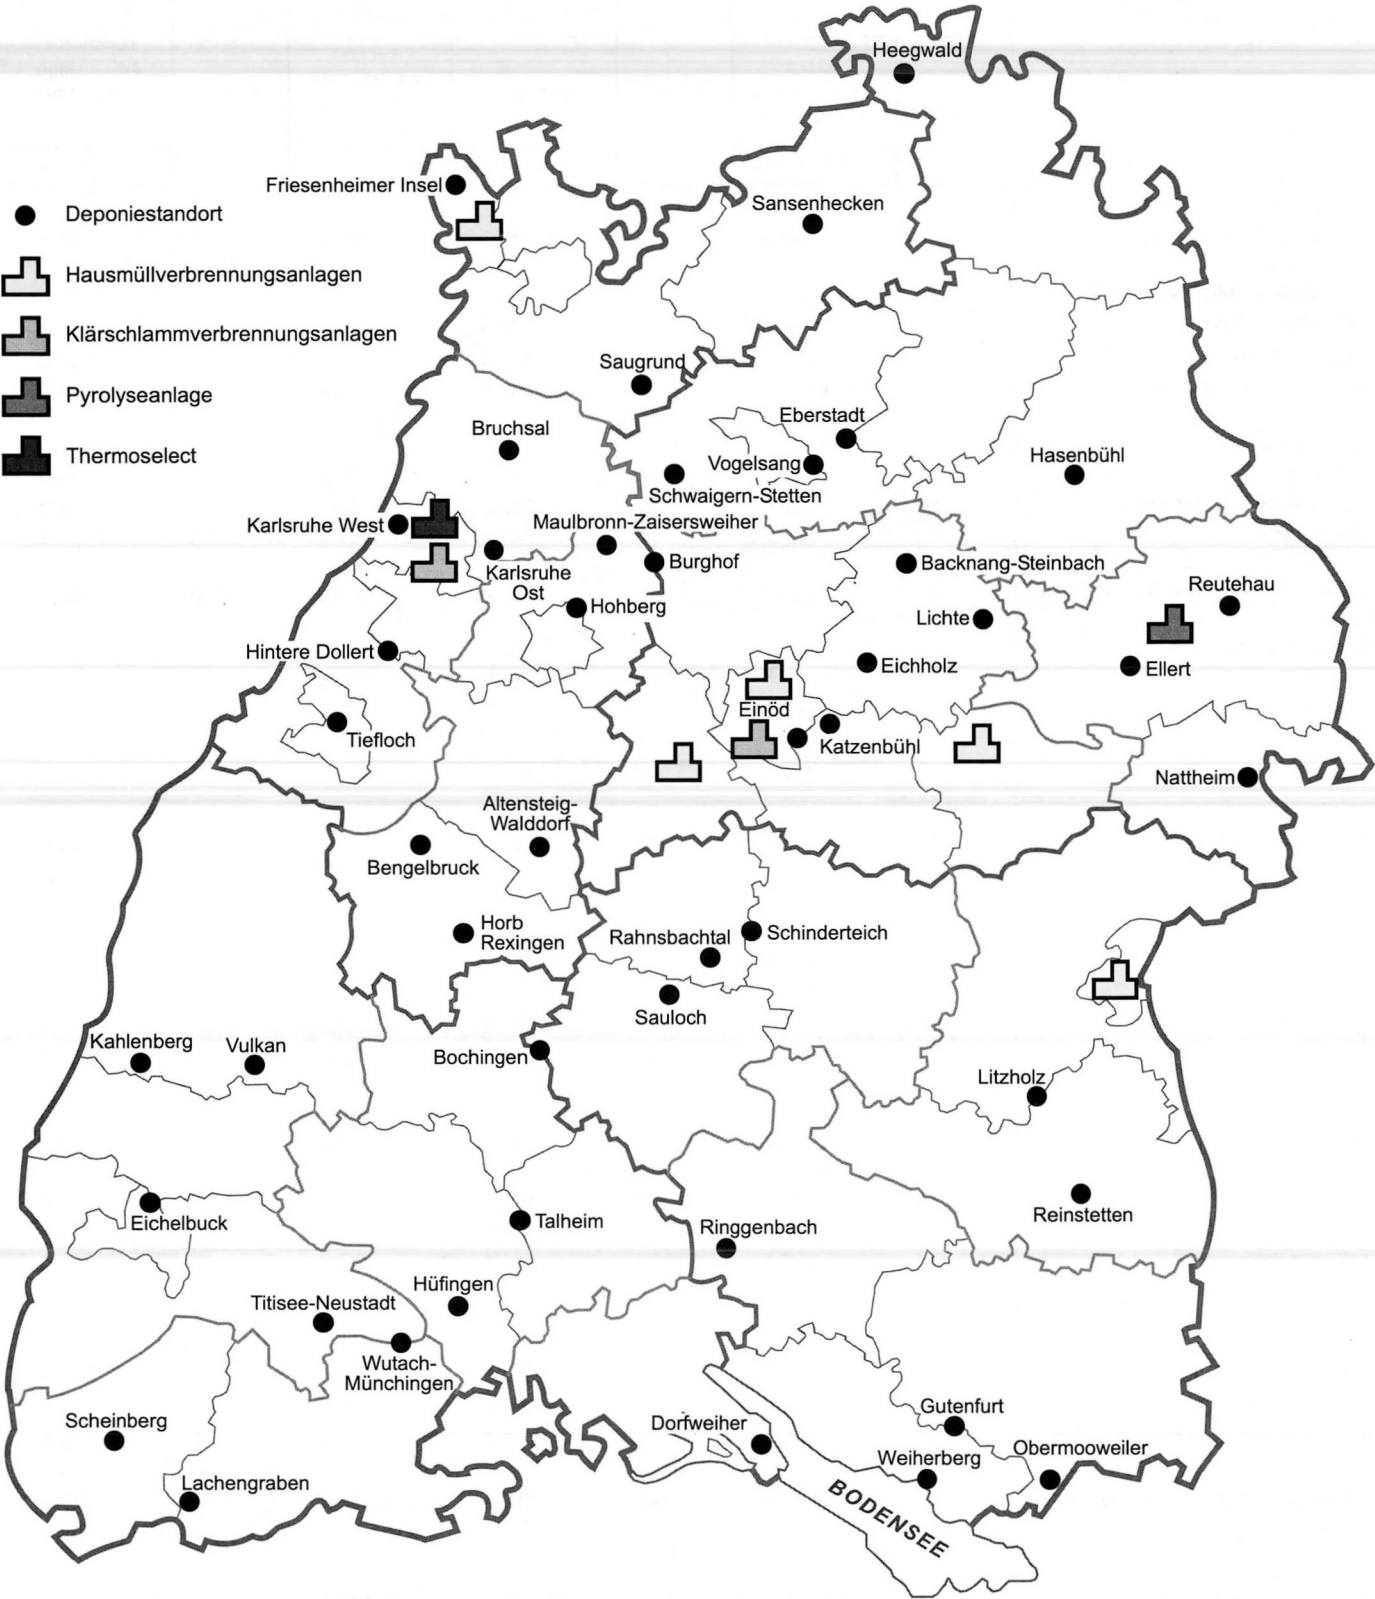 Heegwald
Friesenheimer Insel
Sansenhecken
Deponiestandort
Hausmüllverbrennungsanlagen
Klärschlammverbrennungsanlagen
Pyrolyseanlage
Thermoselect
Saugrund
Bruchsal
Eberstadt
Vogelsang
Hasenbühl
Schwaigern-Stetten
Karlsruhe West
Maulbronn-Zaisersweiher
Burghof
Backnang-Steinbach
Karlsruhe
Ost
Reutehau
Hohberg
Lichte
Hintere Dollert
Eichholz
Ellert
Einöd
Tiefloch
Katzenbühl
Nattheim
Altensteig-
Walddorf
Bengelbruck
Horb
Rexingen
Rahnsbachtal
Schinderteich
Sauloch
Kahlenberg
Vulkan
Bochingen
Litzholz
Eichelbuck
Talheim
Reinstetten
Ringgenbach
Hüfingen
Titisee-Neustadt
Wutach-
Münchingen
Scheinberg
Dorfweiher
Gutenfurt
Weiherberg
Obermooweiler
Lachengraben
BODENSEE